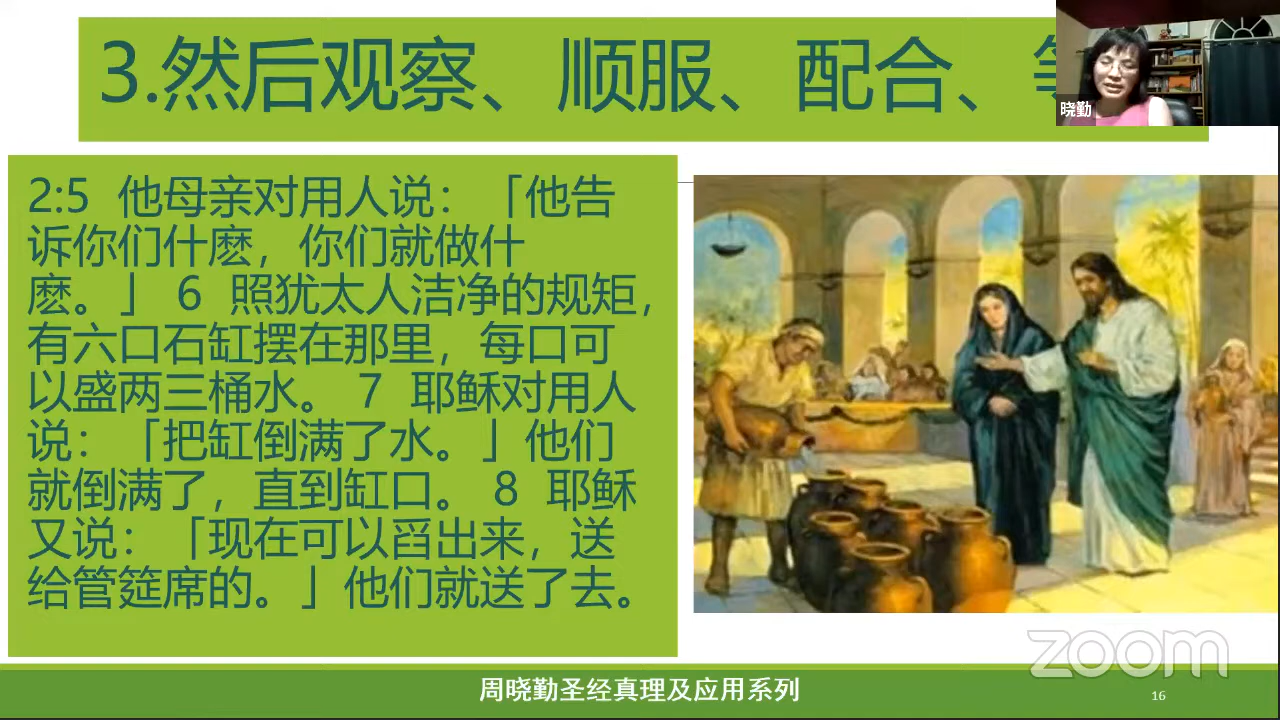 3.然后观察、顺服、配合、
晓勤
2:5 他母亲对用人说：「他告
诉你们什麽，你们就做什
麽。」 6 照犹太人洁净的规矩，
有六口石缸摆在那里，每口可
以盛两三桶水。 7 耶稣对用人
说：「把缸倒满了水。」他们
就倒满了，直到缸口。 8 耶稣
又说：「现在可以舀出来，送
给管筵席的。」他们就送了去。
zoom
周晓勤圣经真理及应用系列
16